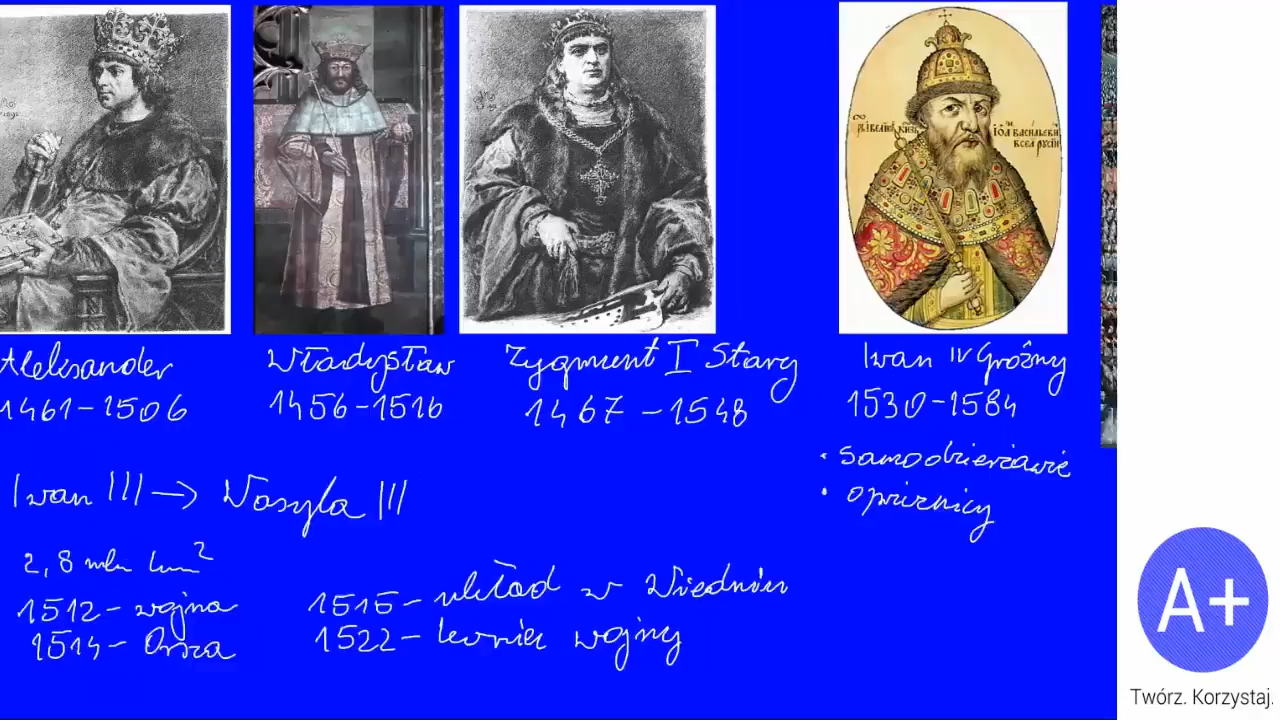 Aleksander
1461-1506
Władysław
1456-1516
Zygmunt I Stary
1467-1548
Iwan IV Groźny
1530-1584
• samodzierżawie
• opricznicy
Iwan III → Wasyla III
2,8 mln km²
1512- wojna
1514- Orsza
1515- układ w Wiedniu
1522- koniec wojny
A+
Twórz. Korzystaj.